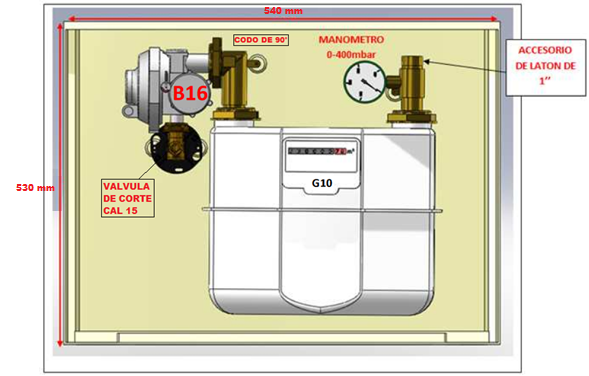 540 mm
CODO DE 90°
MANOMETRO
0-400mbar
ACCESORIO
DE LATON DE
1’’
B16
m³
G10
530 mm
VALVULA
DE CORTE
CAL 15